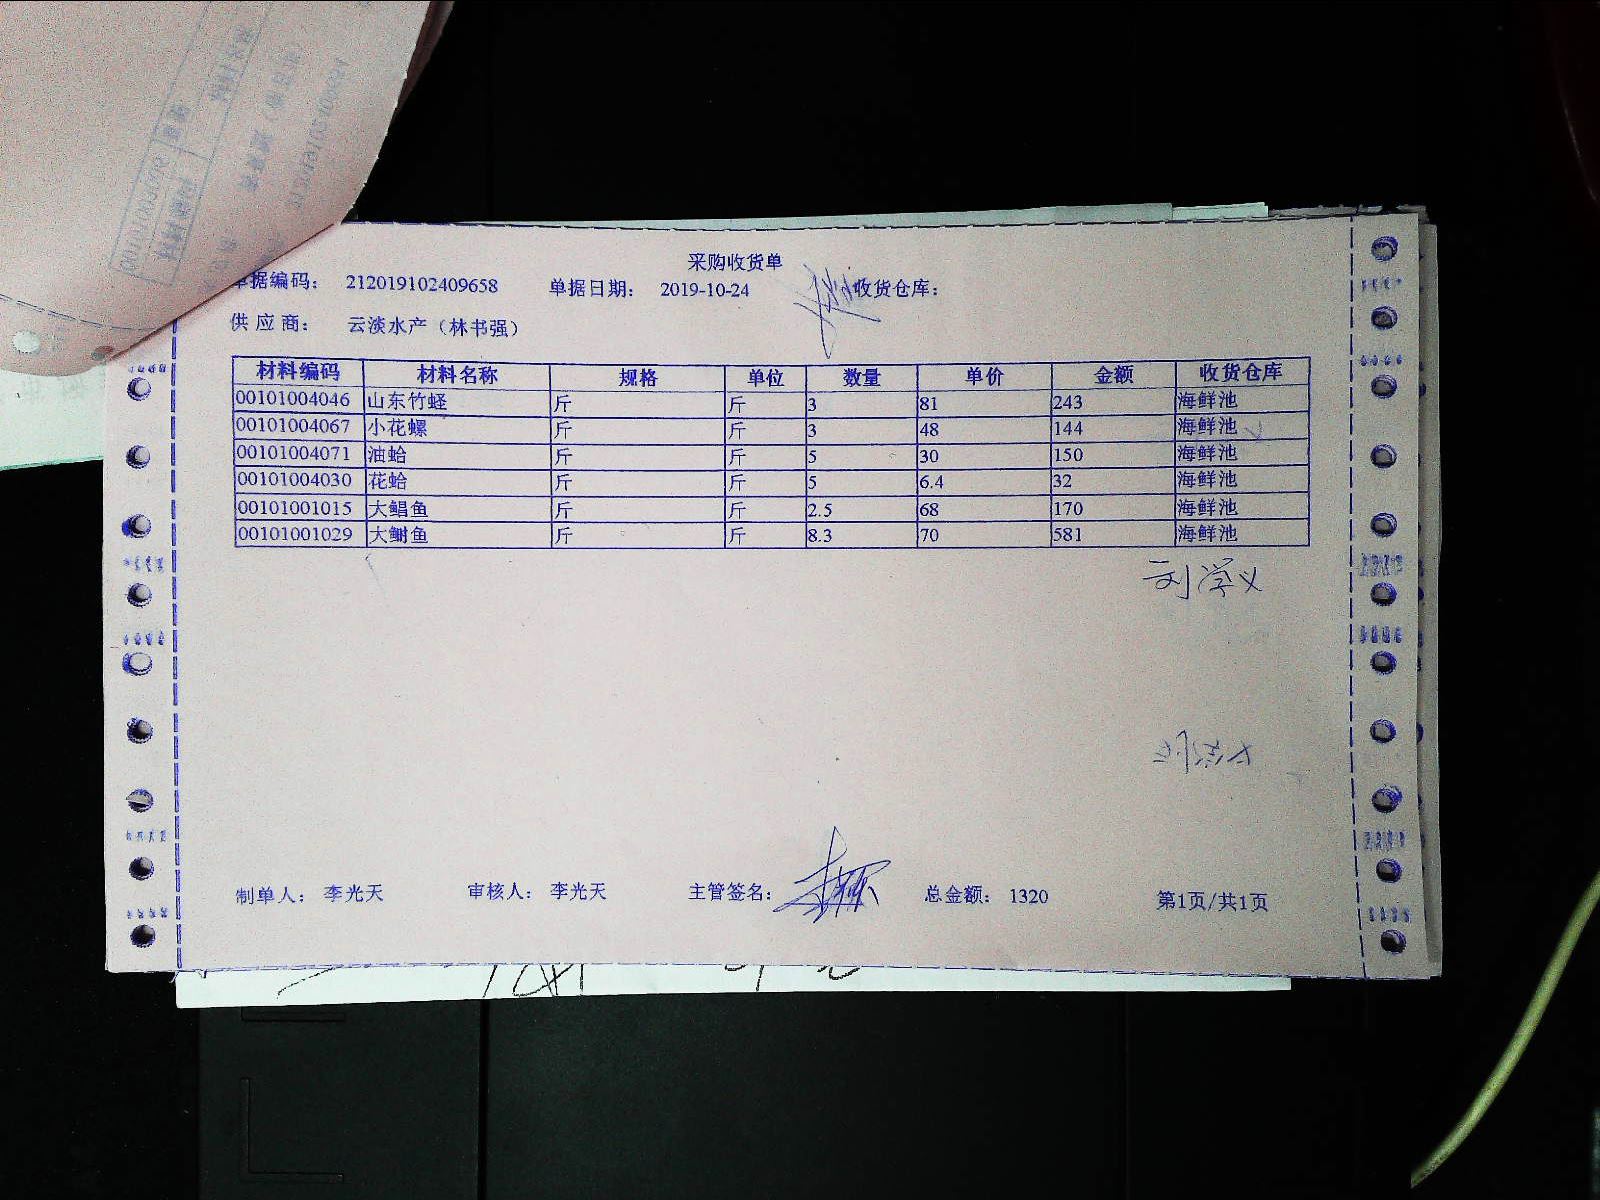 采购收货单
单据编码： 212019102409658 单据日期： 2019-10-24 收货仓库：
供 应 商： 云淡水产（林书强）
材料编码 材料名称 规格 单位 数量 单价 金额 收货仓库
00101004046 山东竹蛏 斤 斤 3 81 243 海鲜池
00101004067 小花螺 斤 斤 3 48 144 海鲜池
00101004071 油蛤 斤 斤 5 30 150 海鲜池
00101004030 花蛤 斤 斤 5 6.4 32 海鲜池
00101001015 大鲳鱼 斤 斤 2.5 68 170 海鲜池
00101001029 大鮒鱼 斤 斤 8.3 70 581 海鲜池
刘学义
制单人： 李光天 审核人： 李光天 主管签名： 总金额： 1320 第1页/共1页